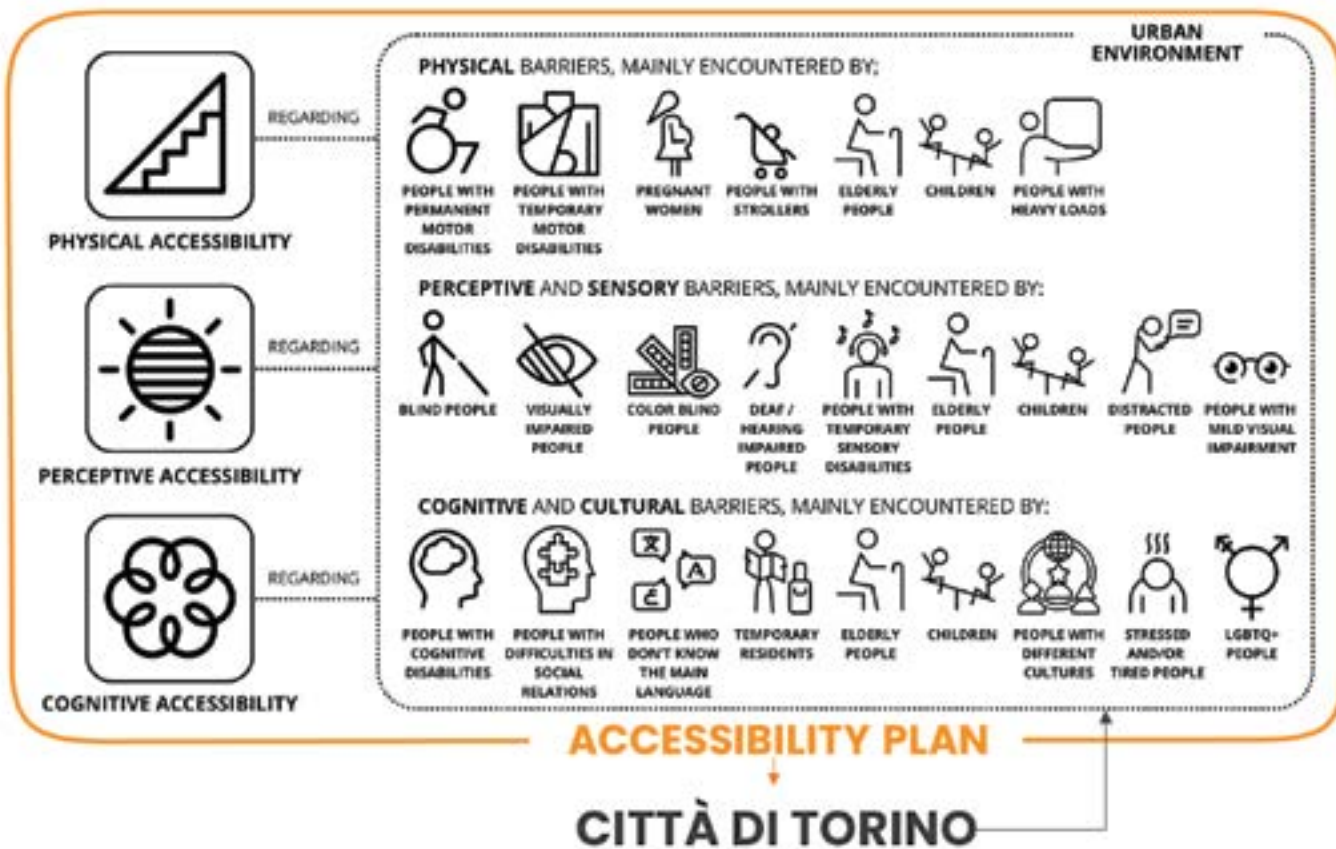 URBAN
ENVIRONMENT
PHYSICAL BARRIERS, MAINLY ENCOUNTERED BY:
REGARDING
PEOPLE WITH
PERMANENT
MOTOR
DISABILITIES
PEOPLE WITH
TEMPORARY
MOTOR
DISABILITIES
PREGNANT
WOMEN
PEOPLE WITH
STROLLERS
ELDERLY
PEOPLE
CHILDREN
PEOPLE WITH
HEAVY LOADS
PHYSICAL ACCESSIBILITY
PERCEPTIVE AND SENSORY BARRIERS, MAINLY ENCOUNTERED BY:
REGARDING
BLIND PEOPLE
VISUALLY
IMPAIRED
PEOPLE
COLOR BLIND
PEOPLE
DEAF /
HEARING
IMPAIRED
PEOPLE
PEOPLE WITH
TEMPORARY
SENSORY
DISABILITIES
ELDERLY
PEOPLE
CHILDREN
DISTRACTED
PEOPLE
PEOPLE WITH
MILD VISUAL
IMPAIRMENT
PERCEPTIVE ACCESSIBILITY
COGNITIVE AND CULTURAL BARRIERS, MAINLY ENCOUNTERED BY:
REGARDING
文
A
PEOPLE WITH
COGNITIVE
DISABILITIES
PEOPLE WITH
DIFFICULTIES IN
SOCIAL
RELATIONS
PEOPLE WHO
DON'T KNOW
THE MAIN
LANGUAGE
TEMPORARY
RESIDENTS
ELDERLY
PEOPLE
CHILDREN
PEOPLE WITH
DIFFERENT
CULTURES
STRESSED
AND/OR
TIRED PEOPLE
LGBTQ+
PEOPLE
COGNITIVE ACCESSIBILITY
ACCESSIBILITY PLAN
CITTÀ DI TORINO